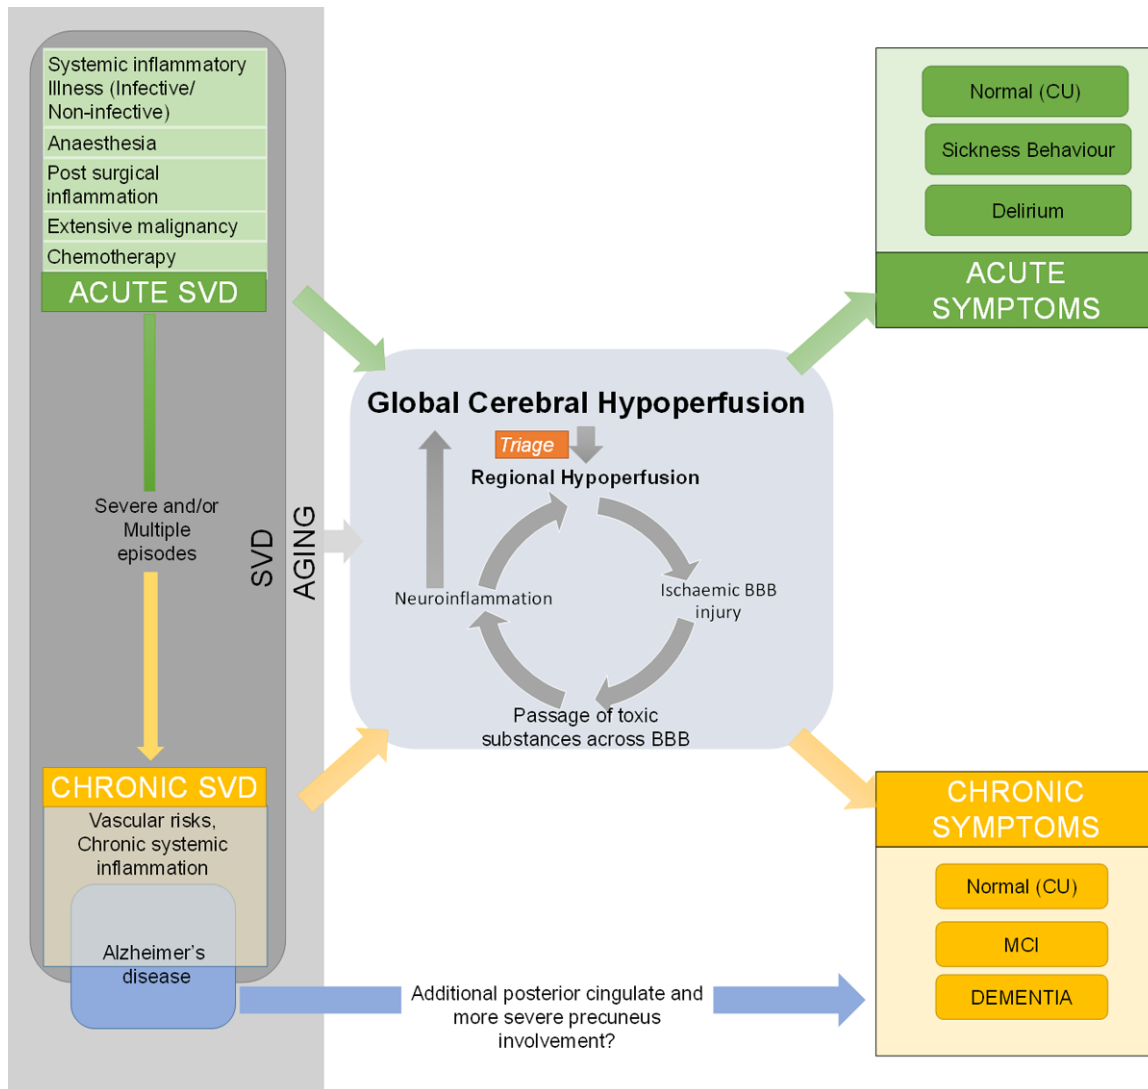 Systemic inflammatory
Illness (Infective/
Non-infective)
Anaesthesia
Post surgical
inflammation
Extensive malignancy
Chemotherapy
ACUTE SVD
Severe and/or
Multiple
episodes
SVD
AGING
CHRONIC SVD
Vascular risks,
Chronic systemic
inflammation
Alzheimer's
disease
Global Cerebral Hypoperfusion
Triage
Regional Hypoperfusion
Neuroinflammation
Ischaemic BBB
injury
Passage of toxic
substances across BBB
Additional posterior cingulate and
more severe precuneus
involvement?
Normal (CU)
Sickness Behaviour
Delirium
ACUTE
SYMPTOMS
CHRONIC
SYMPTOMS
Normal (CU)
MCI
DEMENTIA